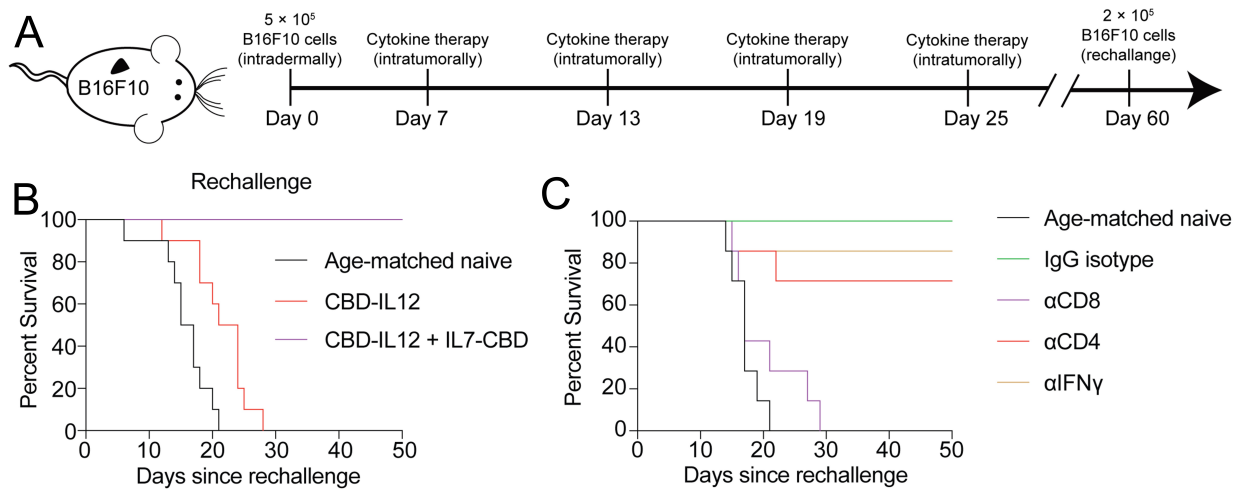 A
B16F10
5 × 10⁵
B16F10 cells
(intradermally)
Cytokine therapy
(intratumorally)
Cytokine therapy
(intratumorally)
Cytokine therapy
(intratumorally)
Cytokine therapy
(intratumorally)
2 × 10⁵
B16F10 cells
(rechallange)
Day 0
Day 7
Day 13
Day 19
Day 25
Day 60
B
Rechallenge
Percent Survival
100
80
60
40
20
0
0 10 20 30 40 50
Days since rechallenge
Age-matched naive
CBD-IL12
CBD-IL12 + IL7-CBD
C
Percent Survival
100
80
60
40
20
0
0 10 20 30 40 50
Days since rechallenge
Age-matched naive
IgG isotype
αCD8
αCD4
αIFNγ